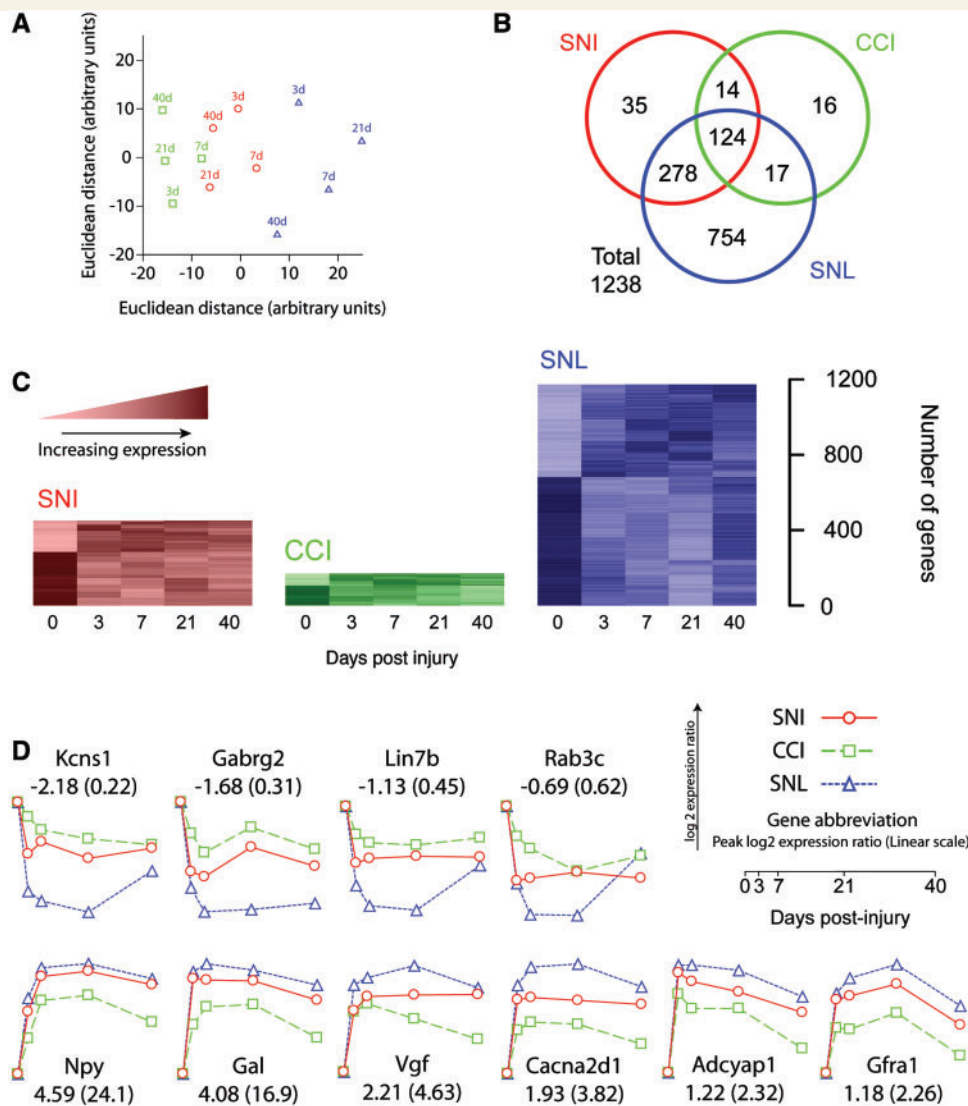 A
Euclidean distance (arbitrary units)
20
10
0
-10
-20
-20
-10
0
10
20
Euclidean distance (arbitrary units)
40d
21d
7d
3d
3d
40d
7d
21d
3d
21d
7d
40d
B
SNI
CCI
35
14
16
124
278
17
754
Total
1238
SNL
C
Increasing expression
SNI
CCI
SNL
0 3 7 21 40
0 3 7 21 40
0 3 7 21 40
Days post injury
1200
800
400
0
Number of genes
D
Kcns1
-2.18 (0.22)
Gabrg2
-1.68 (0.31)
Lin7b
-1.13 (0.45)
Rab3c
-0.69 (0.62)
log 2 expression ratio
SNI
CCI
SNL
Gene abbreviation
Peak log2 expression ratio (Linear scale)
0 3 7 21 40
Days post-injury
Npy
4.59 (24.1)
Gal
4.08 (16.9)
Vgf
2.21 (4.63)
Cacna2d1
1.93 (3.82)
Adcyap1
1.22 (2.32)
Gfra1
1.18 (2.26)